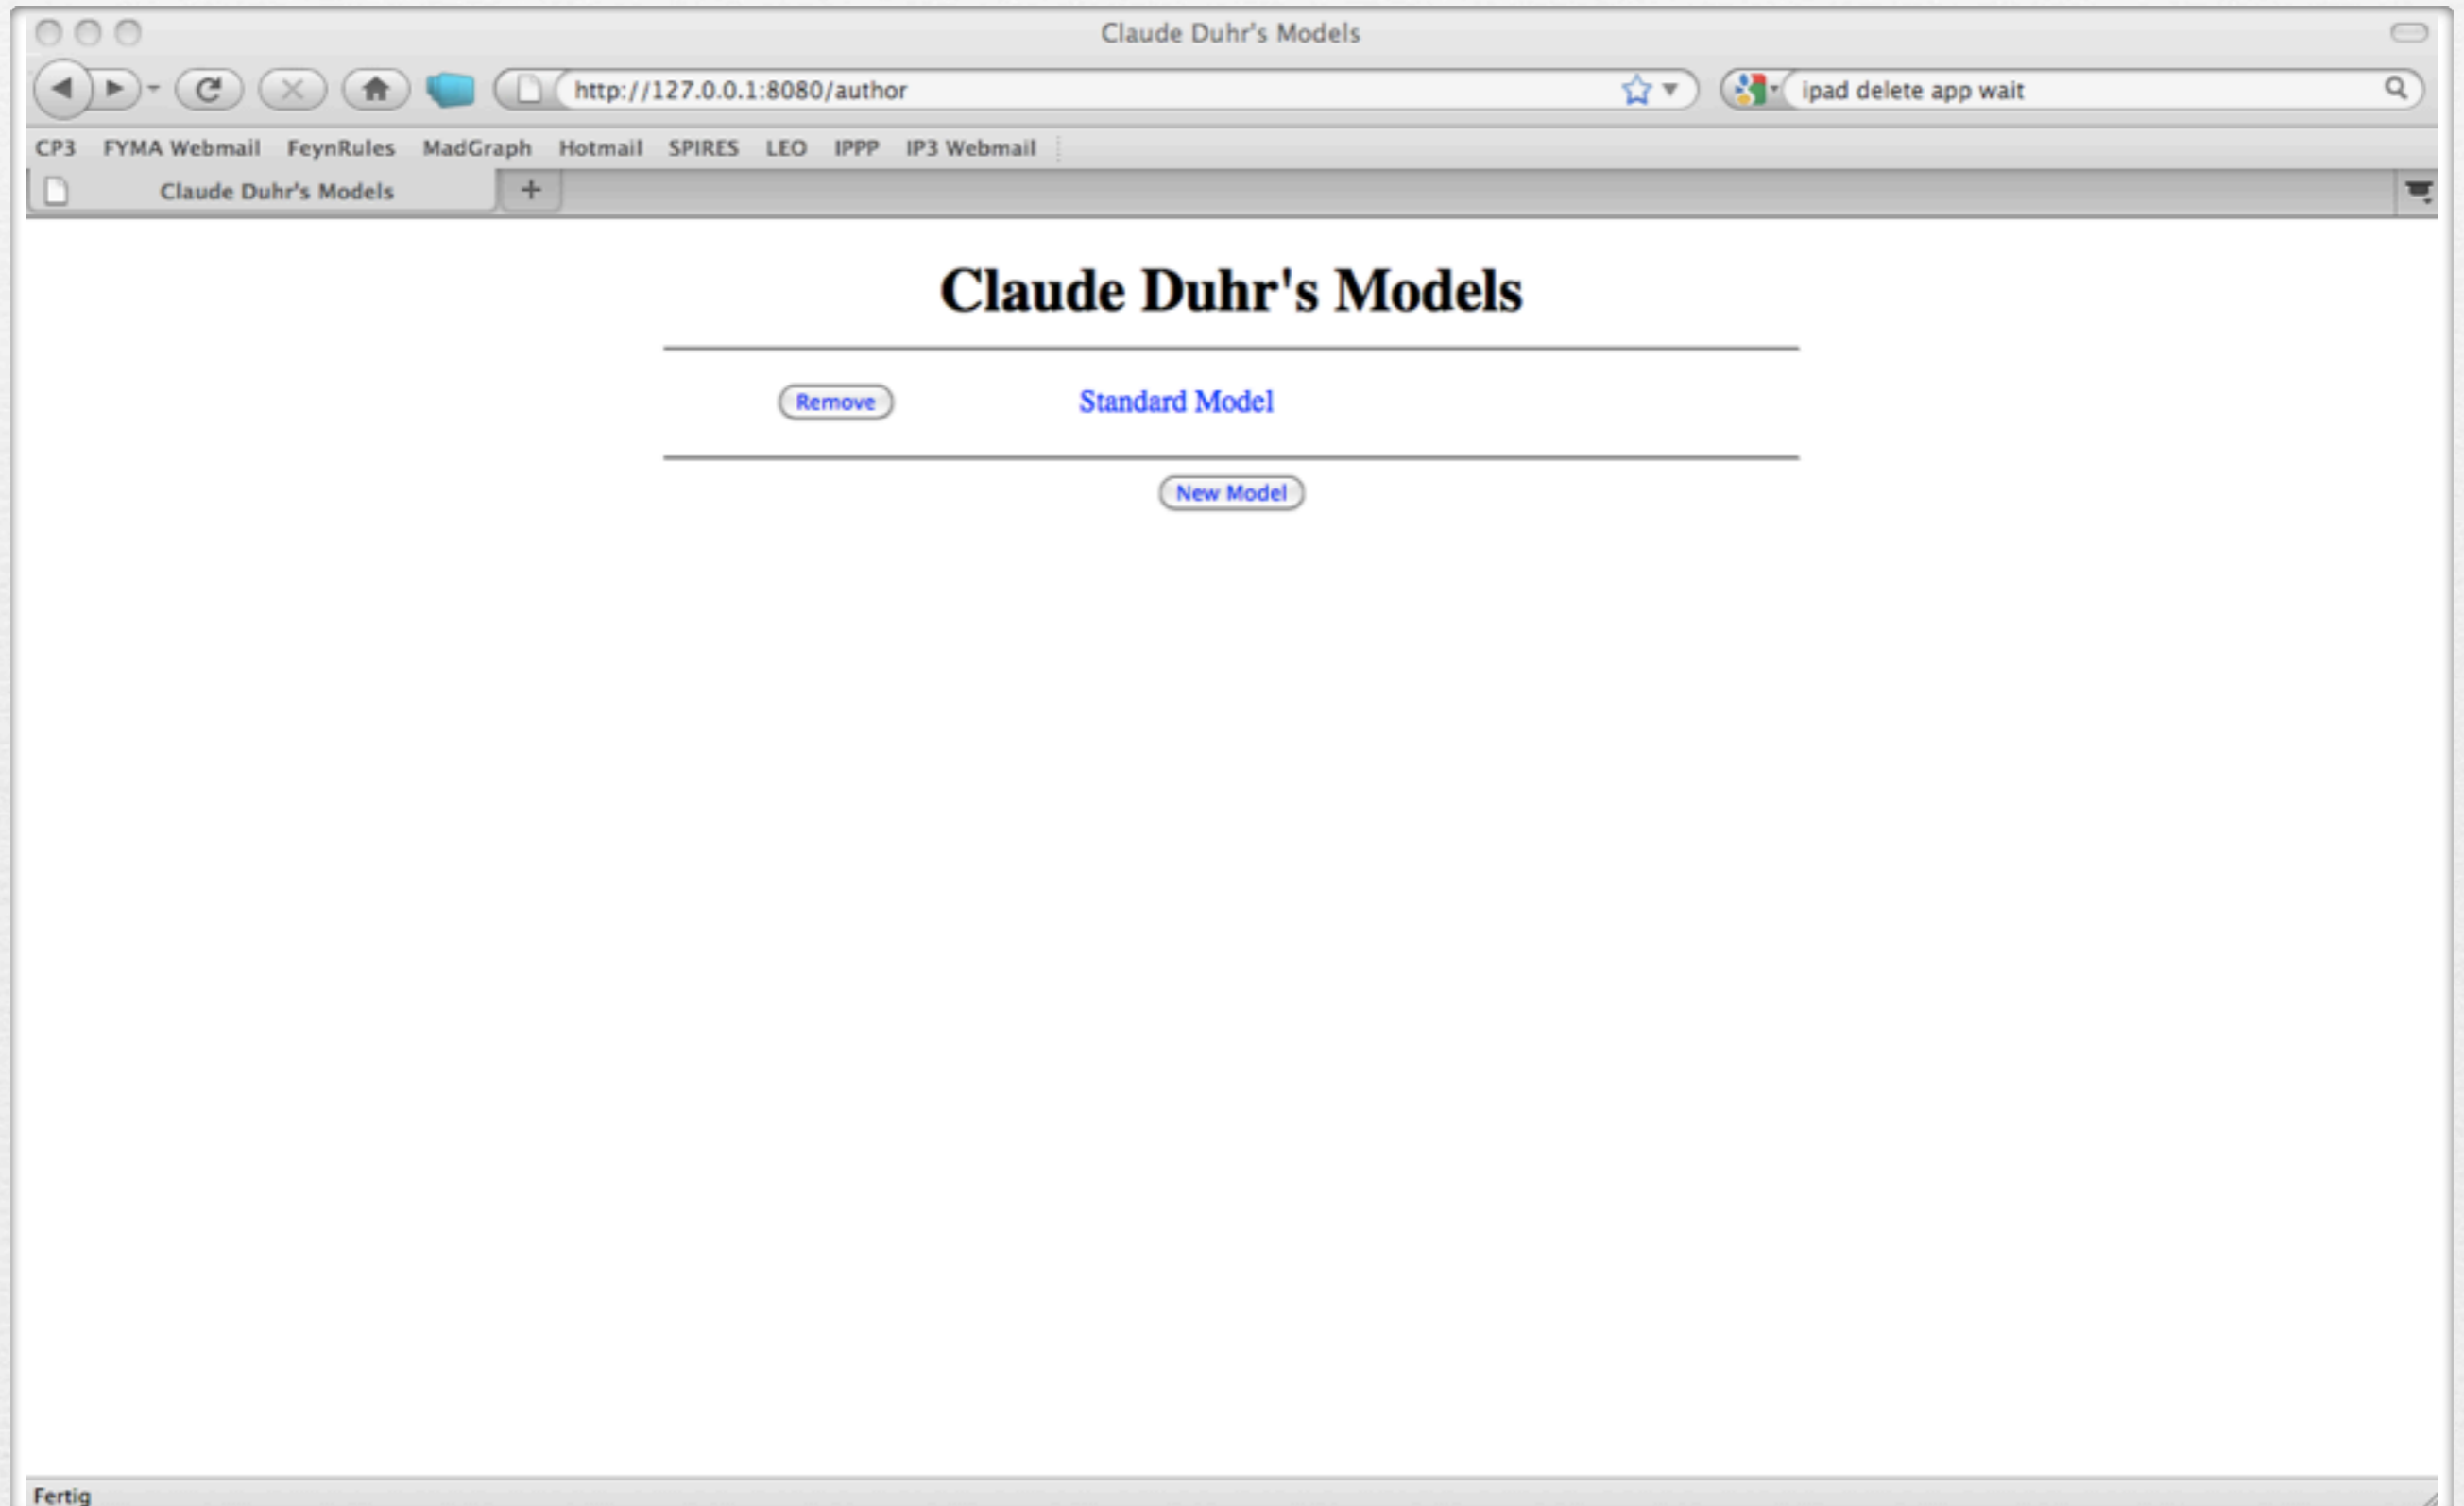 Claude Duhr's Models
http://127.0.0.1:8080/author
ipad delete app wait
CP3 FYMA Webmail FeynRules MadGraph Hotmail SPIRES LEO IPPP IP3 Webmail
Claude Duhr's Models +
Claude Duhr's Models
Remove Standard Model
New Model
Fertig